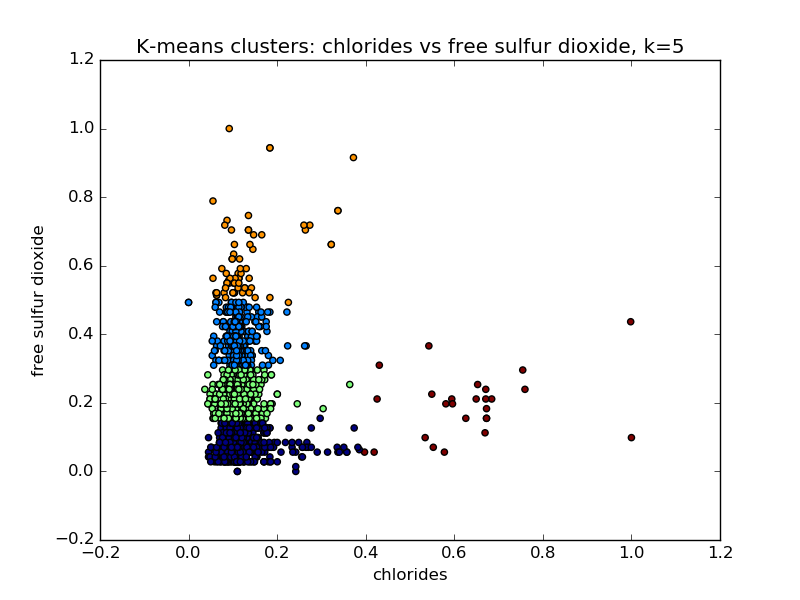 K-means clusters: chlorides vs free sulfur dioxide, k=5
1.2
1.0
0.8
0.6
0.4
0.2
0.0
−0.2
free sulfur dioxide
−0.2 0.0 0.2 0.4 0.6 0.8 1.0 1.2
chlorides